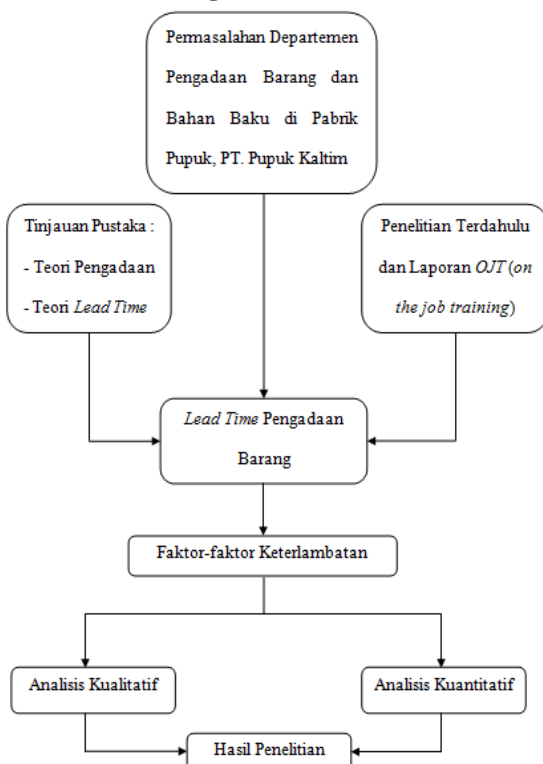 Permasalahan Departemen
Pengadaan Barang dan
Bahan Baku di Pabrik
Pupuk, PT. Pupuk Kaltim
Tinjauan Pustaka :
- Teori Pengadaan
- Teori Lead Time
Penelitian Terdahulu
dan Laporan OJT (on
the job training)
Lead Time Pengadaan
Barang
Faktor-faktor Keterlambatan
Analisis Kualitatif
Analisis Kuantitatif
Hasil Penelitian